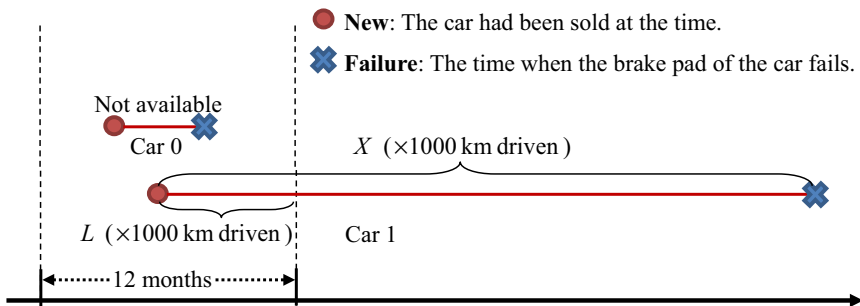 New: The car had been sold at the time.
Failure: The time when the brake pad of the car fails.
Not available
Car 0
X (×1000 km driven)
L (×1000 km driven)
Car 1
12 months